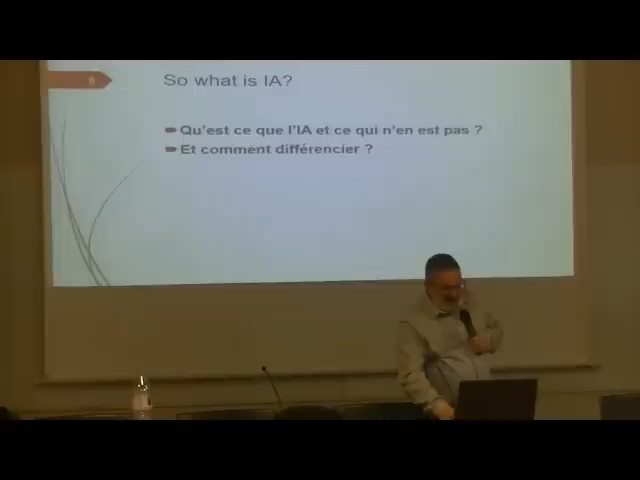 So what is IA?
Qu'est ce que l'IA et ce qui n'en est pas ?
Et comment différencier ?